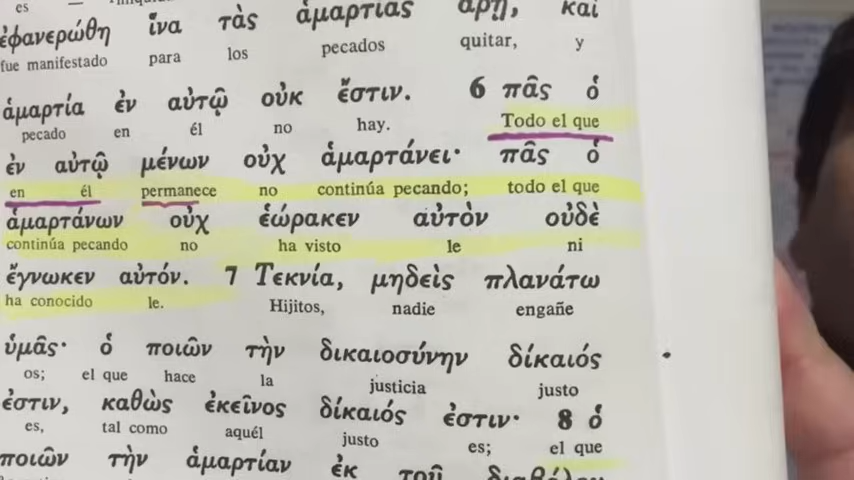 es
ἐφανερώθη ἵνα τὰς ἁμαρτίας ἄρῃ, καὶ
fue manifestado para los pecados quitar, y
ἁμαρτία ἐν αὐτῷ οὐκ ἔστιν. 6 πᾶς ὁ
pecado en él no hay. Todo el que
ἐν αὐτῷ μένων οὐχ ἁμαρτάνει· πᾶς ὁ
en él permanece no continúa pecando; todo el que
ἁμαρτάνων οὐχ ἑώρακεν αὐτὸν οὐδὲ
continúa pecando no ha visto le ni
ἔγνωκεν αὐτόν. 7 Τεκνία, μηδεὶς πλανάτω
ha conocido le. Hijitos, nadie engañe
ὑμᾶς· ὁ ποιῶν τὴν δικαιοσύνην δίκαιός
os; el que hace la justicia justo
ἐστιν, καθὼς ἐκεῖνος δίκαιός ἐστιν· 8 ὁ
es, tal como aquél justo es; el que
ποιῶν τὴν ἁμαρτίαν ἐκ τοῦ